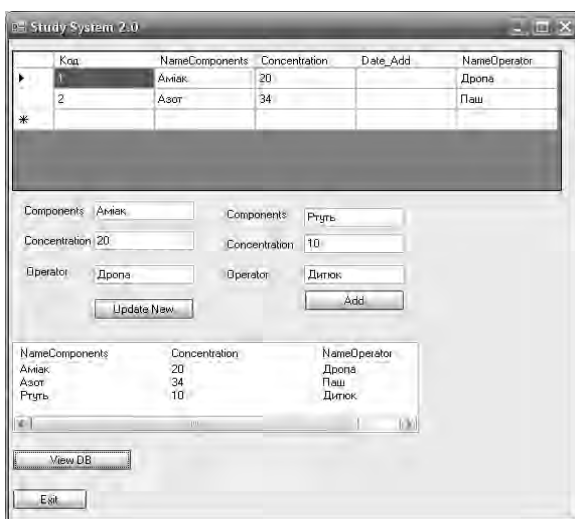 Study System 2.0
Код NameComponents Concentration Date_Add NameOperator
1 Аміак 20 Дропа
2 Азот 34 Паш
Components Аміак Components Ртуть
Concentration 20 Concentration 10
Operator Дропа Operator Дитюк
Update New Add
NameComponents Concentration NameOperator
Аміак 20 Дропа
Азот 34 Паш
Ртуть 10 Дитюк
View DB
Exit